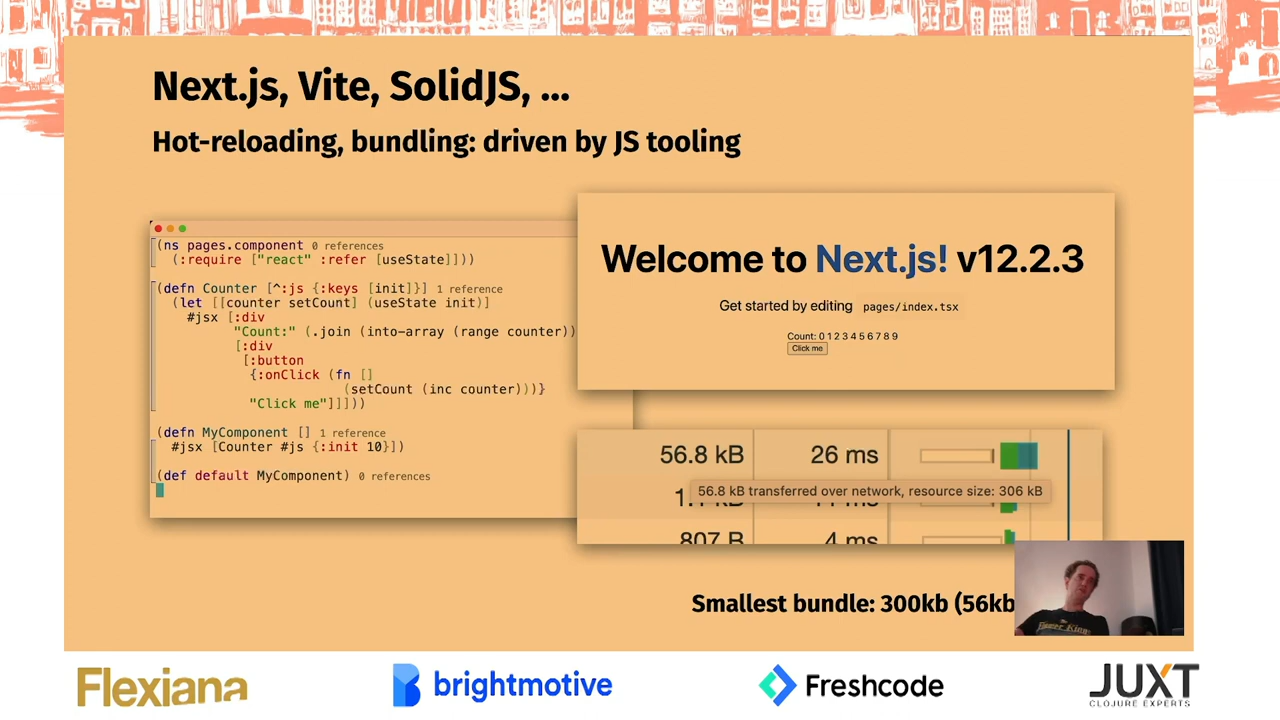 Next.js, Vite, SolidJS, ...
Hot-reloading, bundling: driven by JS tooling
(ns pages.component 0 references
(:require ["react" :refer [useState]]))
(defn Counter [^:js {:keys [init]}] 1 reference
(let [[counter setCount] (useState init)]
#jsx [:div
"Count:" (.join (into-array (range counter))
[:div
[:button
{:onClick (fn []
(setCount (inc counter)))}
"Click me"]]]))
(defn MyComponent [] 1 reference
#jsx [Counter #js {:init 10}])
(def default MyComponent) 0 references
Welcome to Next.js! v12.2.3
Get started by editing pages/index.tsx
Count: 0 1 2 3 4 5 6 7 8 9
Click me
56.8 kB 26 ms
56.8 kB transferred over network, resource size: 306 kB
807 B 4 ms
Smallest bundle: 300kb (56kb
Flexiana
brightmotive
Freshcode
JUXT
CLOJURE EXPERTS